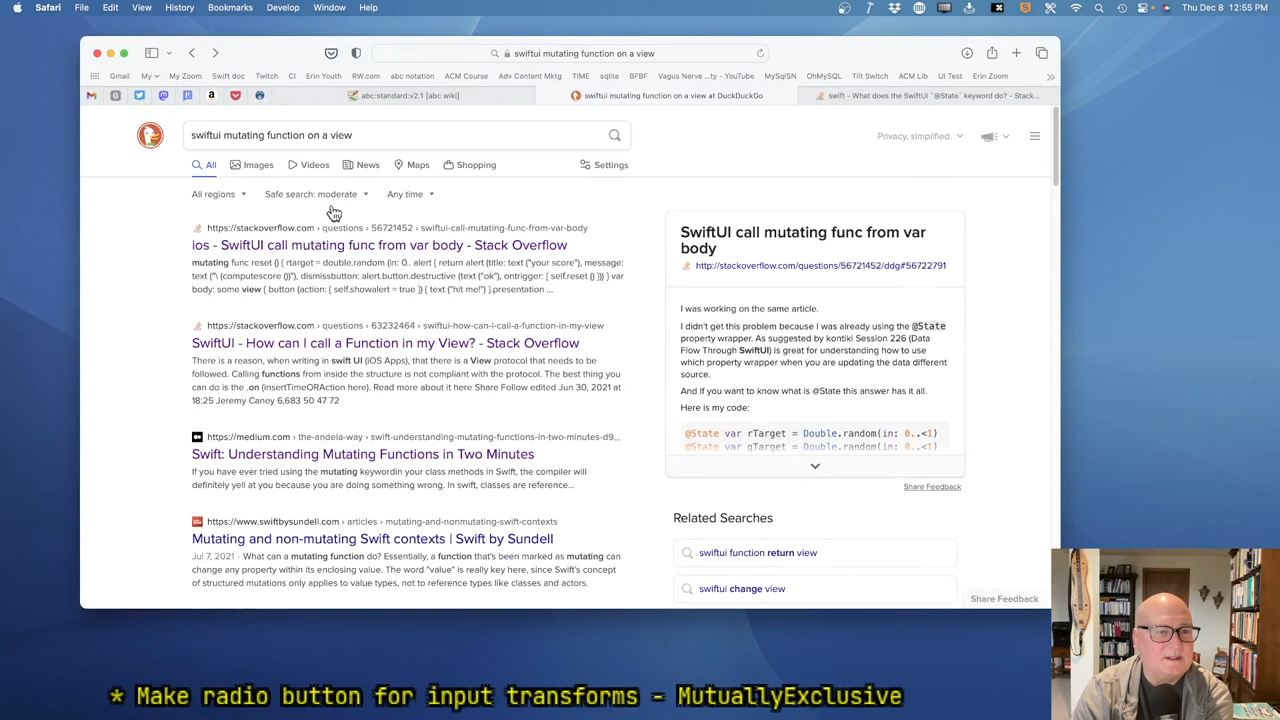 Safari File Edit View History Bookmarks Develop Window Help
Thu Dec 8 12:55 PM
swiftui mutating function on a view
Gmail My My Zoom Swift doc Twitch CI Erin Youth RW.com abc notation ACM Course Adv Content Mktg TIME sqlite BFBF Vagus Nerve ...ty - YouTube MySqlSN OhMySQL Tilt Switch ACM Lib UI Test Erin Zoom
abc:standard:v2.1 [abc wiki]
swiftui mutating function on a view at DuckDuckGo
swift - What does the SwiftUI `@State` keyword do? - Stack...
swiftui mutating function on a view
Privacy, simplified.
All Images Videos News Maps Shopping Settings
All regions Safe search: moderate Any time
https://stackoverflow.com › questions › 56721452 › swiftui-call-mutating-func-from-var-body
ios - SwiftUI call mutating func from var body - Stack Overflow
mutating func reset () { rtarget = double.random (in: 0.. alert { return alert (title: text ("your score"), message:
text ("\ (computescore ())"), dismissbutton: alert.button.destructive (text ("ok"), ontrigger: { self.reset () }) } var
body: some view { button (action: { self.showalert = true }) { text ("hit me!").presentation ...
https://stackoverflow.com › questions › 63232464 › swiftui-how-can-i-call-a-function-in-my-view
SwiftUI - How can I call a Function in my View? - Stack Overflow
There is a reason, when writing in swift UI (iOS Apps), that there is a View protocol that needs to be
followed. Calling functions from inside the structure is not compliant with the protocol. The best thing you
can do is the .on (insertTimeORAction here). Read more about it here Share Follow edited Jun 30, 2021 at
18:25 Jeremy Caney 6,683 50 47 72
https://medium.com › the-andela-way › swift-understanding-mutating-functions-in-two-minutes-d9...
Swift: Understanding Mutating Functions in Two Minutes
If you have ever tried using the mutating keywordin your class methods in Swift, the compiler will
definitely yell at you because you are doing something wrong. In swift, classes are reference...
https://www.swiftbysundell.com › articles › mutating-and-nonmutating-swift-contexts
Mutating and non-mutating Swift contexts | Swift by Sundell
Jul 7, 2021 · What can a mutating function do? Essentially, a function that's been marked as mutating can
change any property within its enclosing value. The word "value" is really key here, since Swift's concept
of structured mutations only applies to value types, not to reference types like classes and actors.
SwiftUI call mutating func from var
body
http://stackoverflow.com/questions/56721452/ddg#56722791
I was working on the same article.
I didn't get this problem because I was already using the @State
property wrapper. As suggested by kontiki Session 226 (Data
Flow Through SwiftUI) is great for understanding how to use
which property wrapper when you are updating the data different
source.
And If you want to know what is @State this answer has it all.
Here is my code:
@State var rTarget = Double.random(in: 0..<1)
@State var gTarget = Double.random(in: 0..<1)
Share Feedback
Related Searches
swiftui function return view
swiftui change view
Share Feedback
* Make radio button for input transforms - MutuallyExclusive